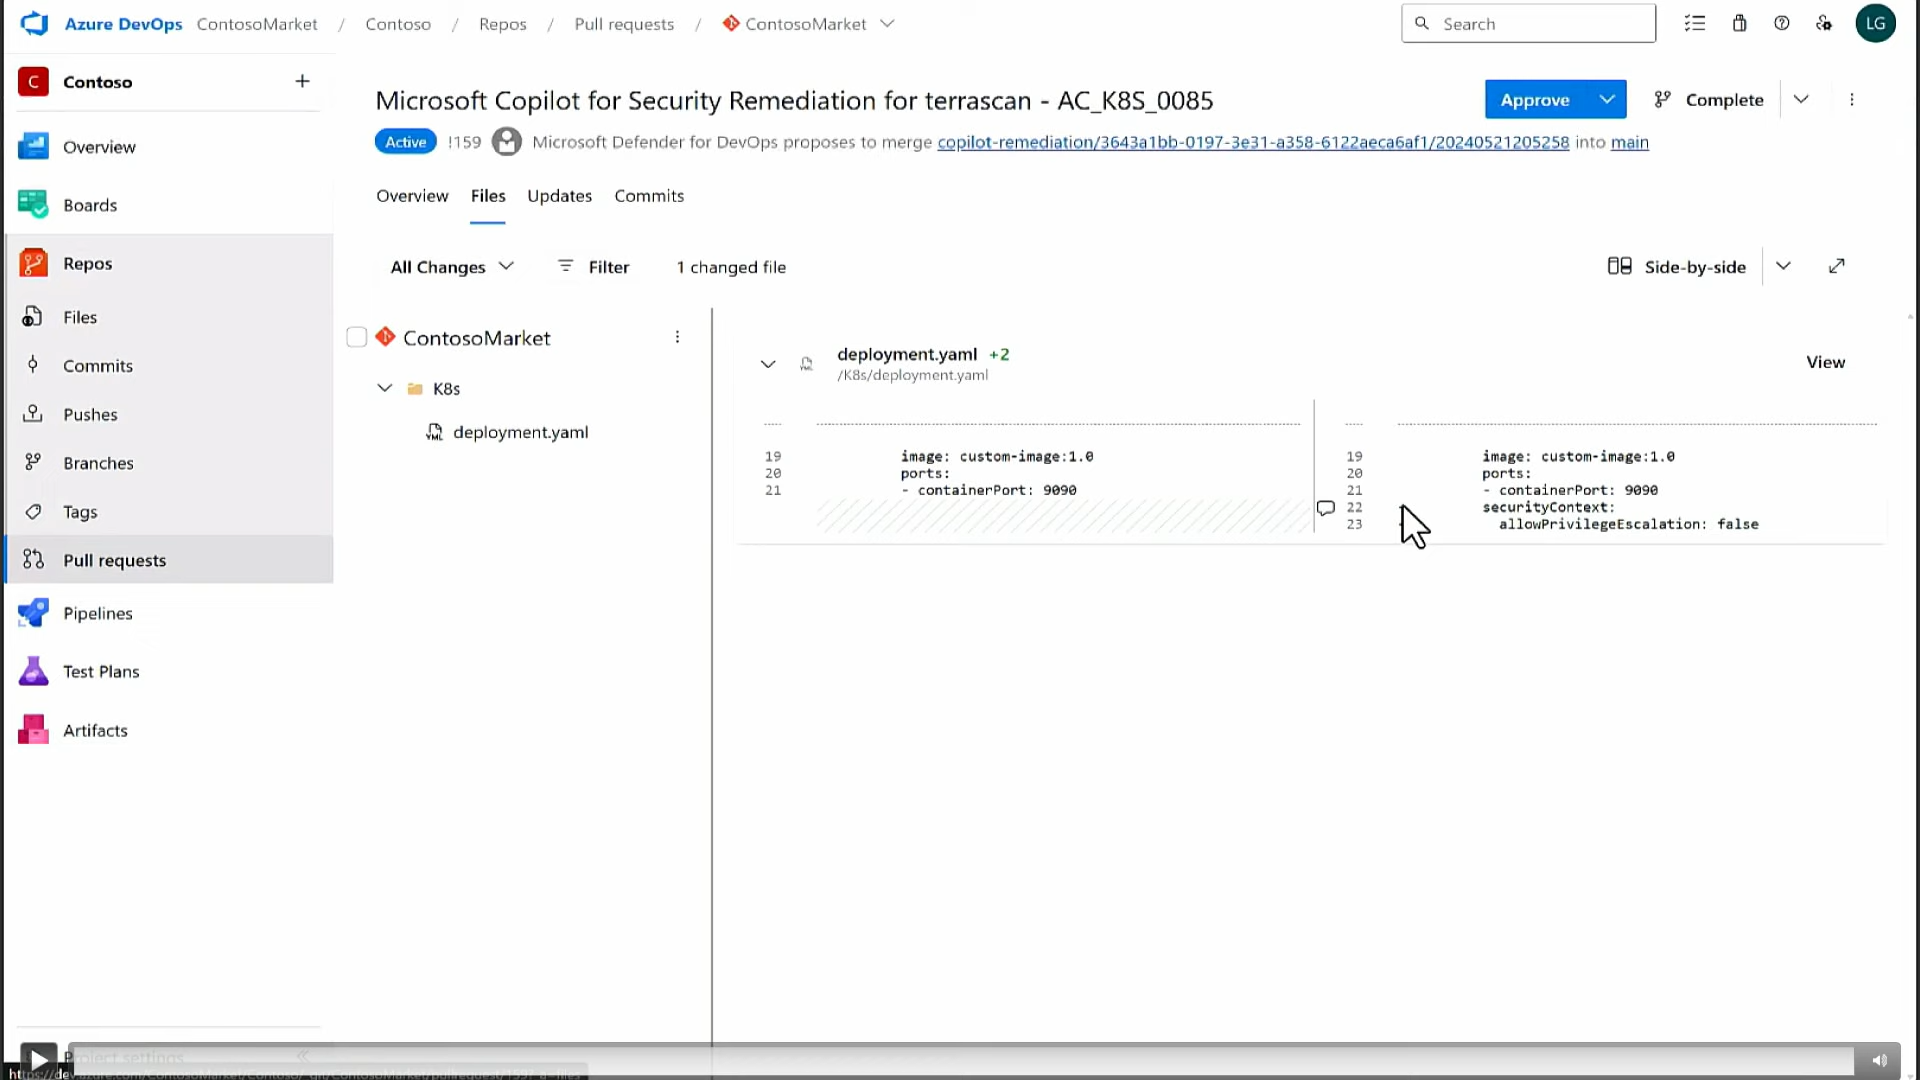 Azure DevOps ContosoMarket / Contoso / Repos / Pull requests / ContosoMarket
Search
LG
C Contoso +
Overview
Boards
Repos
Files
Commits
Pushes
Branches
Tags
Pull requests
Pipelines
Test Plans
Artifacts
Project settings
Microsoft Copilot for Security Remediation for terrascan - AC_K8S_0085
Approve
Complete
Active !159 Microsoft Defender for DevOps proposes to merge copilot-remediation/3643a1bb-0197-3e31-a358-6122aeca6af1/20240521205258 into main
Overview Files Updates Commits
All Changes Filter 1 changed file
Side-by-side
ContosoMarket
K8s
YML deployment.yaml
deployment.yaml +2
/K8s/deployment.yaml
View
19 image: custom-image:1.0
20 ports:
21 - containerPort: 9090
19 image: custom-image:1.0
20 ports:
21 - containerPort: 9090
22 securityContext:
23 allowPrivilegeEscalation: false